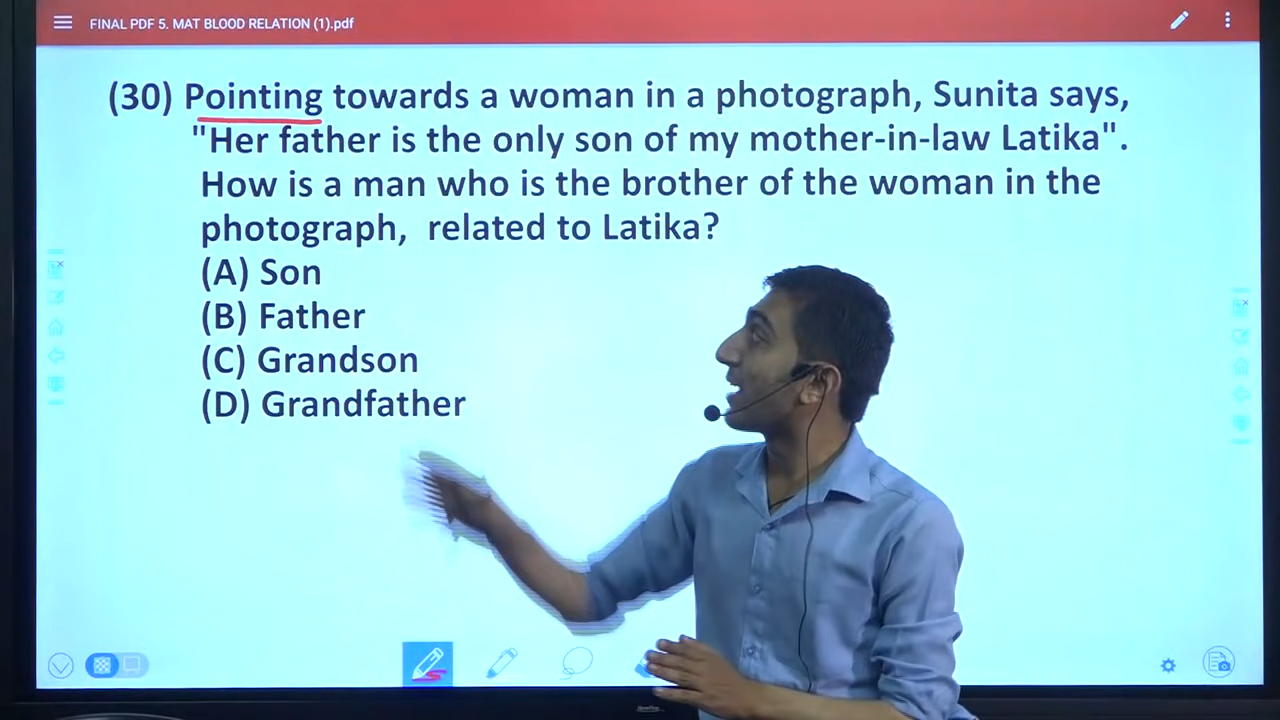 FINAL PDF 5. MAT BLOOD RELATION (1).pdf
(30) Pointing towards a woman in a photograph, Sunita says,
"Her father is the only son of my mother-in-law Latika".
How is a man who is the brother of the woman in the
photograph, related to Latika?
(A) Son
(B) Father
(C) Grandson
(D) Grandfather